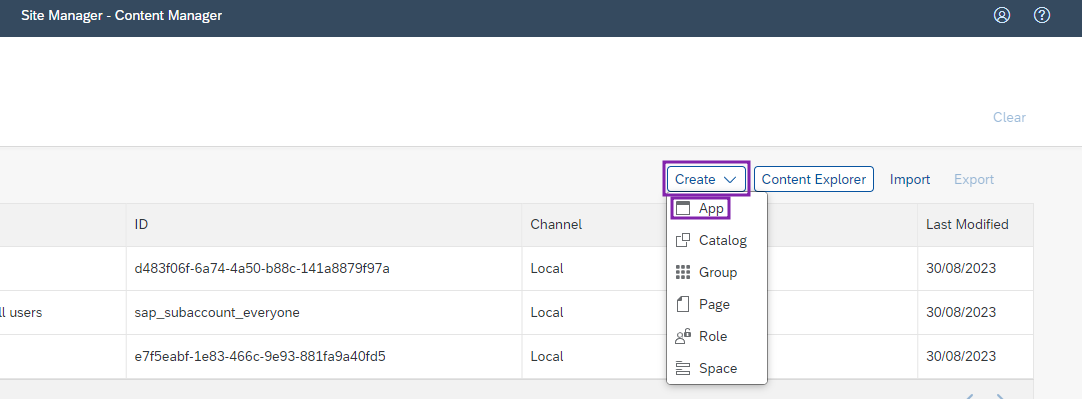 Site Manager - Content Manager
Clear
Create Content Explorer Import Export
App
Catalog
Group
Page
Role
Space
ID Channel Last Modified
d483f06f-6a74-4a50-b88c-141a8879f97a Local 30/08/2023
ll users sap_subaccount_everyone Local 30/08/2023
e7f5eabf-1e83-466c-9e93-881fa9a40fd5 Local 30/08/2023